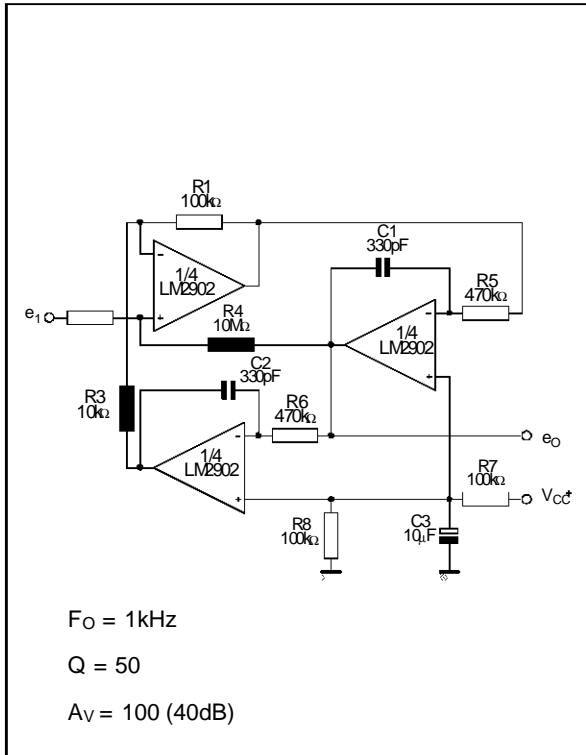 R1
100kΩ
C1
330pF
R5
470kΩ
1/4
LM2902
e1
R4
10MΩ
1/4
LM2902
C2
330pF
R3
10kΩ
R6
470kΩ
1/4
LM2902
eO
R7
100kΩ
VCC+
R8
100kΩ
C3
10μF
FO = 1kHz
Q = 50
AV = 100 (40dB)